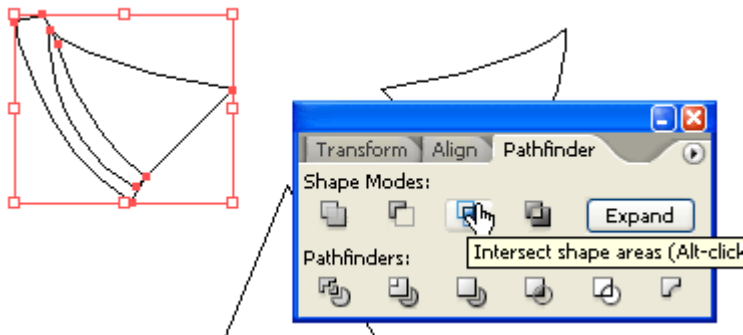 Transform Align Pathfinder
Shape Modes:
Expand
Intersect shape areas (Alt-click
Pathfinders: